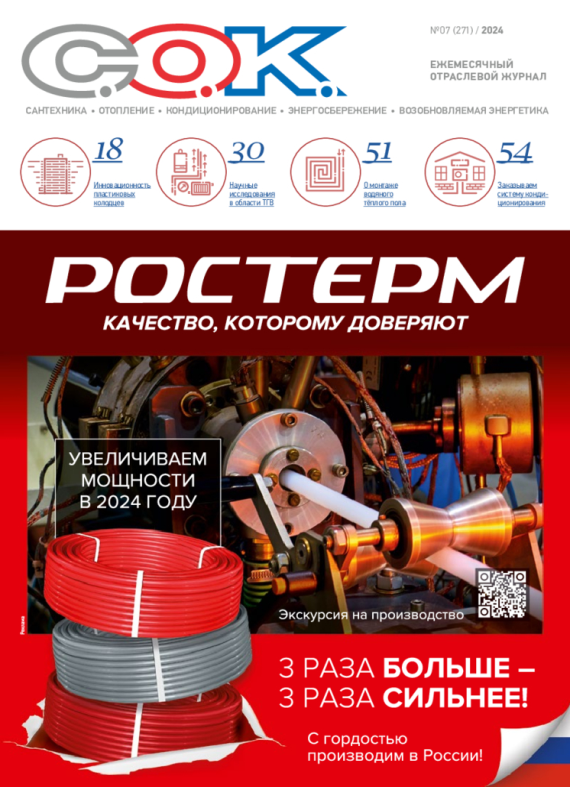 С.О.К.
№07 (271) / 2024
ЕЖЕМЕСЯЧНЫЙ
ОТРАСЛЕВОЙ ЖУРНАЛ
САНТЕХНИКА • ОТОПЛЕНИЕ • КОНДИЦИОНИРОВАНИЕ • ЭНЕРГОСБЕРЕЖЕНИЕ • ВОЗОБНОВЛЯЕМАЯ ЭНЕРГЕТИКА
18
Инновационность
пластиковых
колодцев
30
Научные
исследования
в области ТГВ
51
О монтаже
водяного
тёплого пола
54
Заказываем
систему конди-
ционирования
РОСТЕРМ
КАЧЕСТВО, КОТОРОМУ ДОВЕРЯЮТ
УВЕЛИЧИВАЕМ
МОЩНОСТИ
В 2024 ГОДУ
Экскурсия на производство
Реклама
3 РАЗА БОЛЬШЕ –
3 РАЗА СИЛЬНЕЕ!
С гордостью
производим в России!